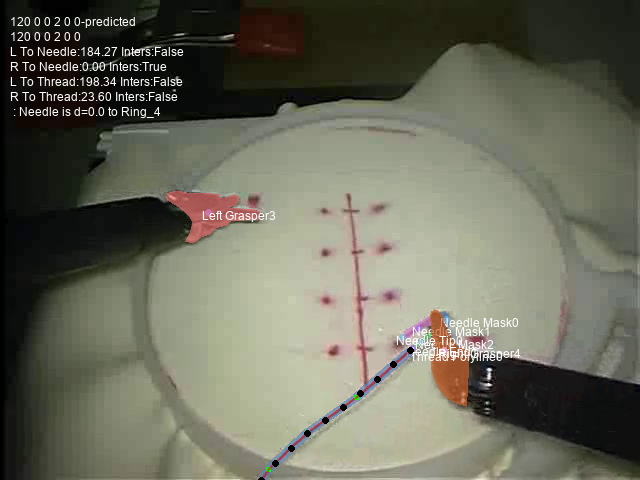 120 0 0 2 0 0-predicted
120 0 0 2 0 0
L To Needle:184.27 Inters:False
R To Needle:0.00 Inters:True
L To Thread:198.34 Inters:False
R To Thread:23.60 Inters:False
: Needle is d=0.0 to Ring_4
Left Grasper3
Needle Mask0
Needle Mask1
Needle Tip0
Mask2